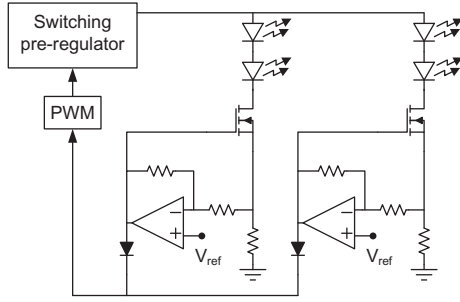 Switching
pre-regulator
PWM
−
+
Vref
−
+
Vref